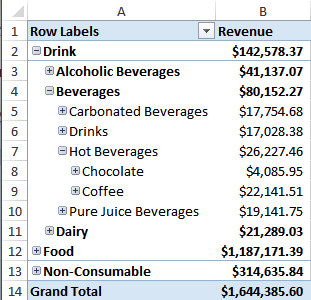 A B
1 Row Labels Revenue
2 Drink $142,578.37
3 Alcoholic Beverages $41,137.07
4 Beverages $80,152.27
5 Carbonated Beverages $17,754.68
6 Drinks $17,028.38
7 Hot Beverages $26,227.46
8 Chocolate $4,085.95
9 Coffee $22,141.51
10 Pure Juice Beverages $19,141.75
11 Dairy $21,289.03
12 Food $1,187,171.39
13 Non-Consumable $314,635.84
14 Grand Total $1,644,385.60